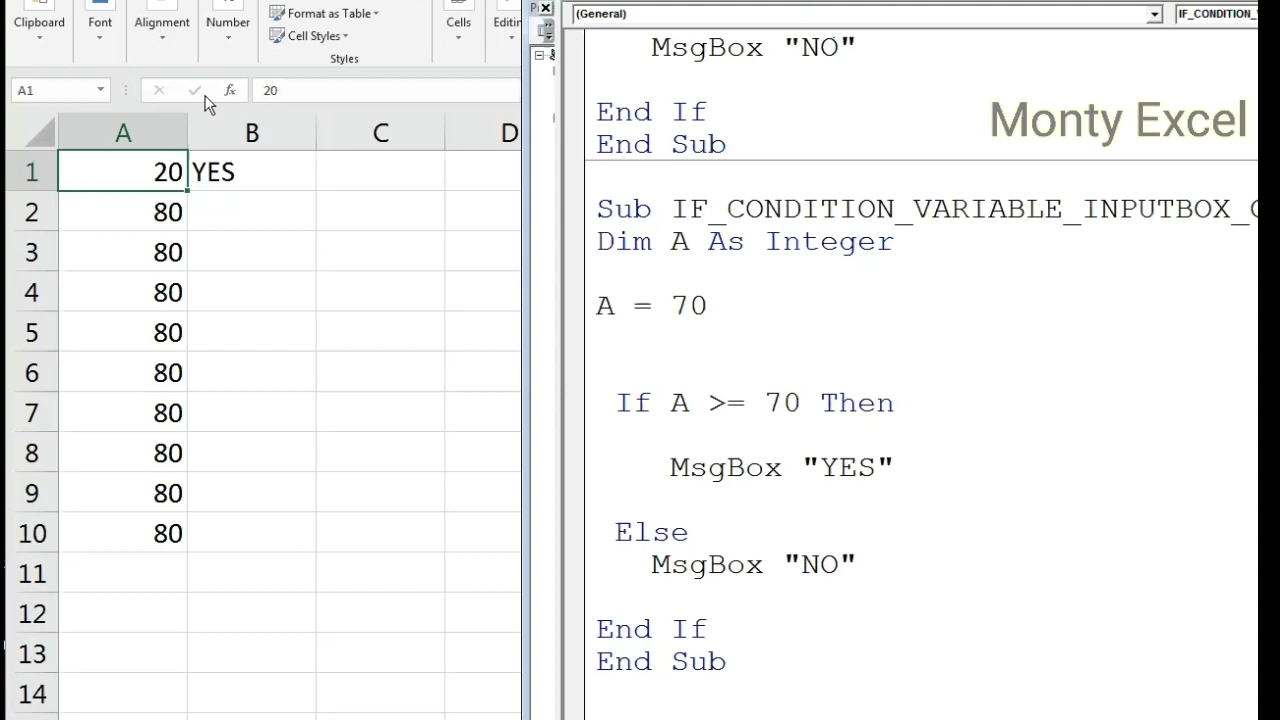 Clipboard
Font
Alignment
Number
Format as Table
Cell Styles
Styles
Cells
A1
fx
20
A B C D
1 20 YES
2 80
3 80
4 80
5 80
6 80
7 80
8 80
9 80
10 80
11
12
13
14
(General)
MsgBox "NO"
End If
End Sub
Monty Excel
Sub IF_CONDITION_VARIABLE_INPUTBOX_
Dim A As Integer
A = 70
If A >= 70 Then
MsgBox "YES"
Else
MsgBox "NO"
End If
End Sub